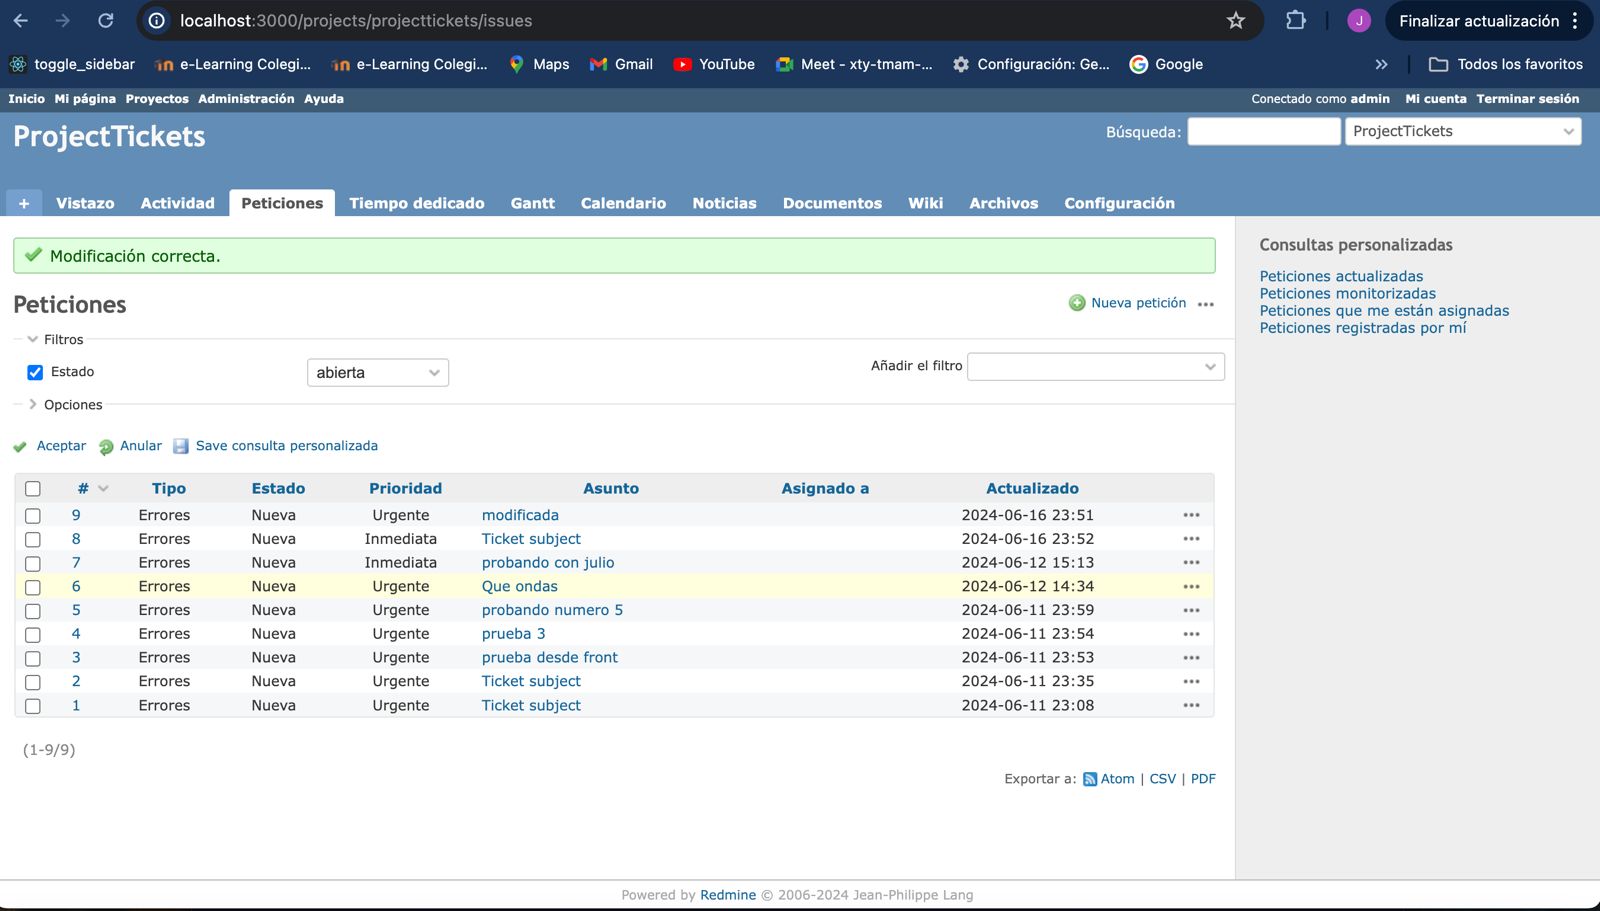 localhost:3000/projects/projecttickets/issues J Finalizar actualización
toggle_sidebar e-Learning Colegi... e-Learning Colegi... Maps Gmail YouTube Meet - xty-tmam-... Configuración: Ge... Google » Todos los favoritos
Inicio Mi página Proyectos Administración Ayuda Conectado como admin Mi cuenta Terminar sesión
ProjectTickets Búsqueda: ProjectTickets
+ Vistazo Actividad Peticiones Tiempo dedicado Gantt Calendario Noticias Documentos Wiki Archivos Configuración
Modificación correcta.
Peticiones Nueva petición ...
Filtros
Estado abierta Añadir el filtro
Opciones
Aceptar Anular Save consulta personalizada
# Tipo Estado Prioridad Asunto Asignado a Actualizado
9 Errores Nueva Urgente modificada 2024-06-16 23:51 ...
8 Errores Nueva Inmediata Ticket subject 2024-06-16 23:52 ...
7 Errores Nueva Inmediata probando con julio 2024-06-12 15:13 ...
6 Errores Nueva Urgente Que ondas 2024-06-12 14:34 ...
5 Errores Nueva Urgente probando numero 5 2024-06-11 23:59 ...
4 Errores Nueva Urgente prueba 3 2024-06-11 23:54 ...
3 Errores Nueva Urgente prueba desde front 2024-06-11 23:53 ...
2 Errores Nueva Urgente Ticket subject 2024-06-11 23:35 ...
1 Errores Nueva Urgente Ticket subject 2024-06-11 23:08 ...
(1-9/9)
Exportar a: Atom | CSV | PDF
Consultas personalizadas
Peticiones actualizadas
Peticiones monitorizadas
Peticiones que me están asignadas
Peticiones registradas por mí
Powered by Redmine © 2006-2024 Jean-Philippe Lang